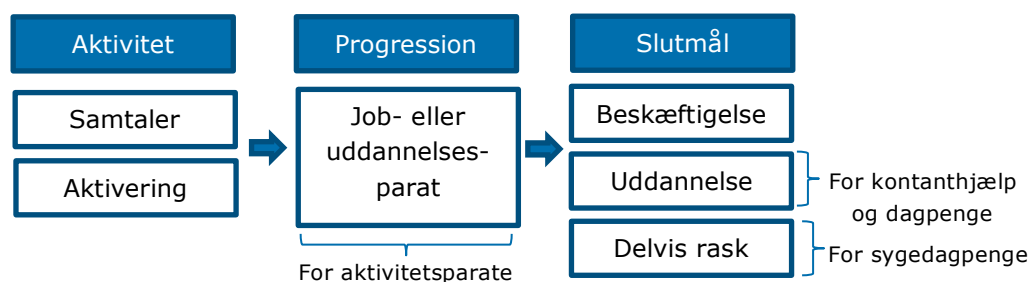 Aktivitet
Samtaler
Aktivering
Progression
Job- eller
uddannelses-
parat
For aktivitetsparate
Slutmål
Beskæftigelse
Uddannelse
For kontanthjælp
og dagpenge
Delvis rask
For sygedagpenge